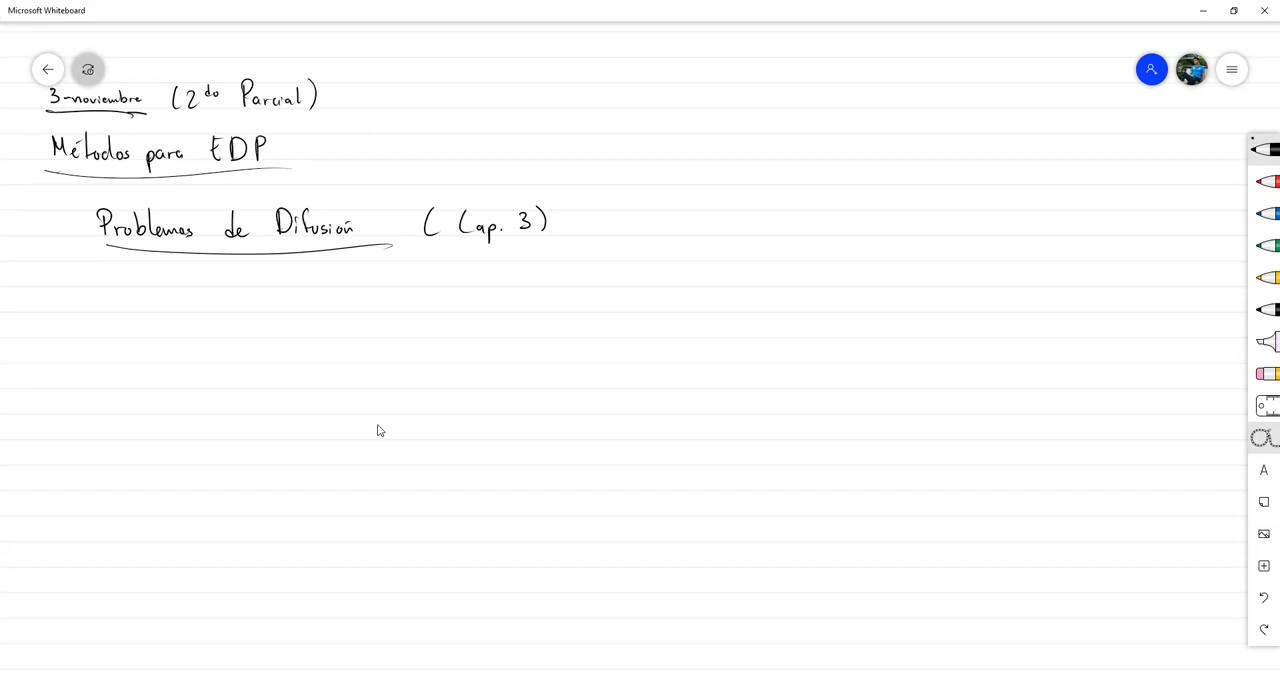 Microsoft Whiteboard
3-noviembre (2do Parcial)
Métodos para EDP
Problemas de Difusión ( Cap. 3)
A